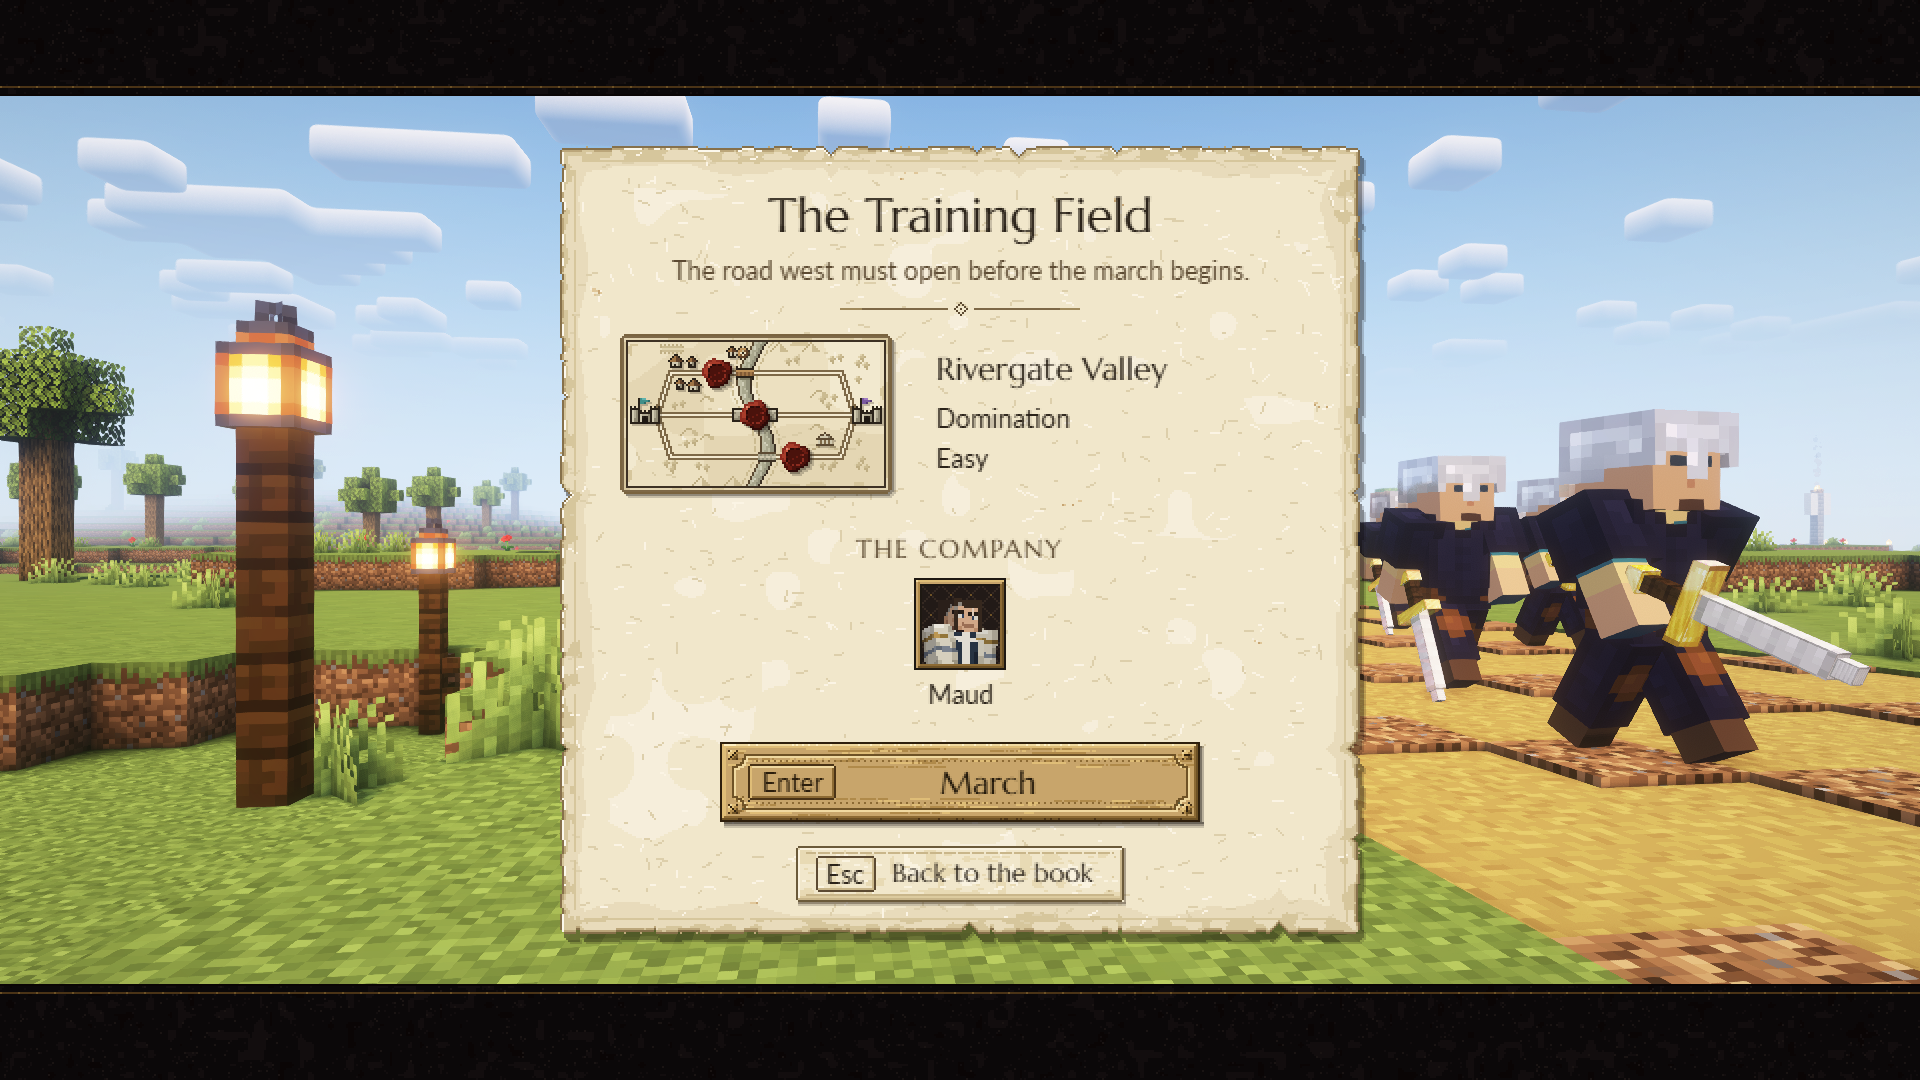 The Training Field
The road west must open before the march begins.
Rivergate Valley
Domination
Easy
THE COMPANY
Maud
Enter March
Esc Back to the book